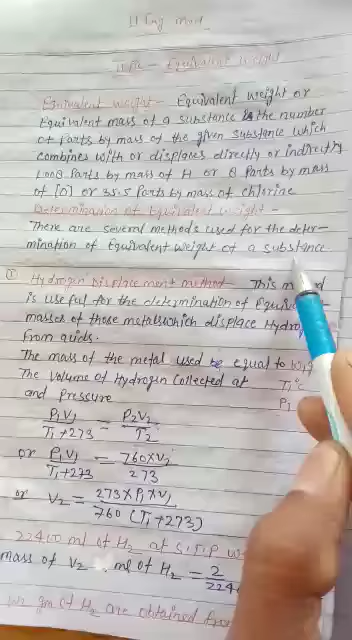 Equivalent Weight
Equivalent weight- Equivalent weight or
Equivalent mass of a substance is the number
of Parts by mass of the given substance which
combines with or displaces directly or indirectly
1.008 Parts by mass of H or 8 Parts by mass
of [O] or 35.5 Parts by mass of chlorine
Determination of Equivalent weight -
There are several methods used for the deter-
mination of Equivalent weight of a substance
① Hydrogen Displacement method- This
is useful for the determination of
masses of those metals which displace
from acids.
The mass of the metal used be equal to
The volume of Hydrogen collected at T₁°C
and Pressure P₁
P₁V₁/T₁+273 = P₂V₂/T₂
or P₁V₁/T₁+273 = 760×V₂/273
or V₂ = 273×P₁×V₁/760 (T₁+273)
22400 ml of H₂ at S.T.P
mass of V₂ ml of H₂ = 2/224
gm of H₂ are obtained from